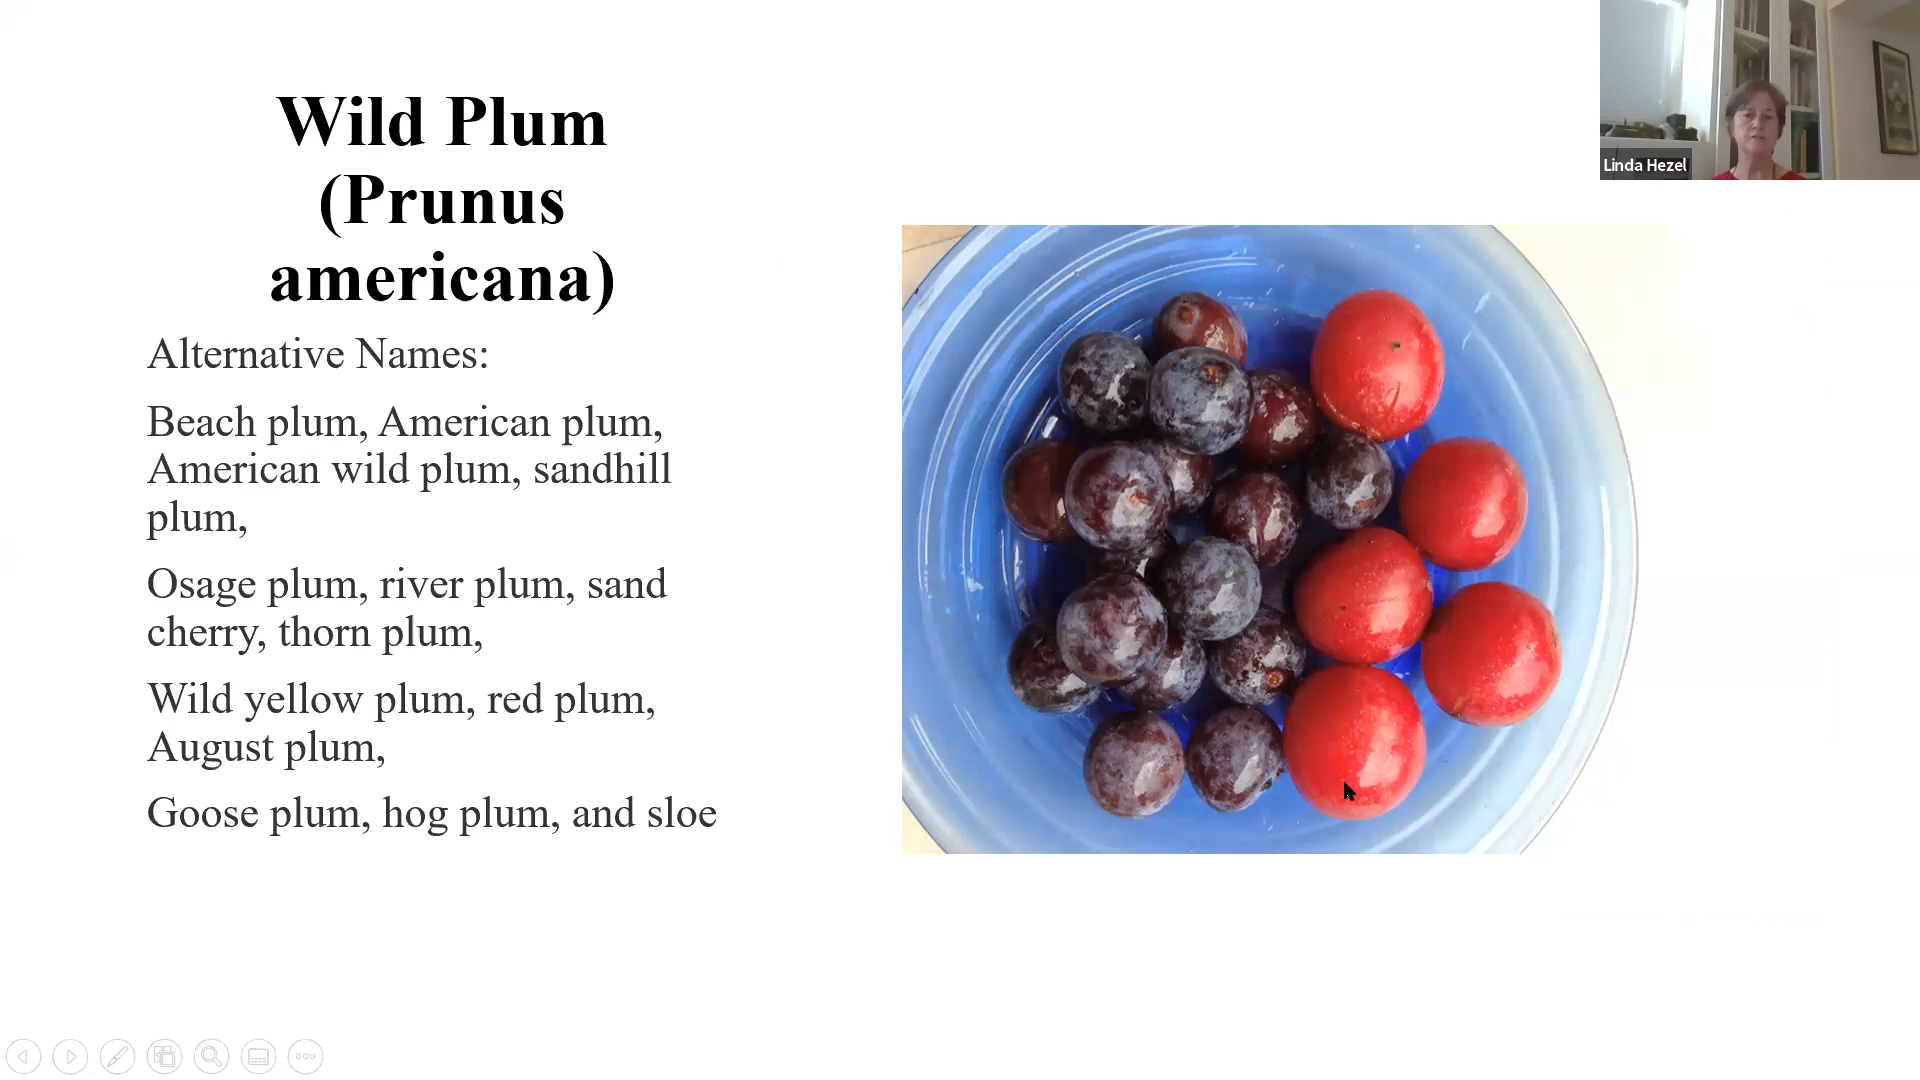 Wild Plum
(Prunus
americana)
Alternative Names:
Beach plum, American plum,
American wild plum, sandhill
plum,
Osage plum, river plum, sand
cherry, thorn plum,
Wild yellow plum, red plum,
August plum,
Goose plum, hog plum, and sloe
Linda Hezel